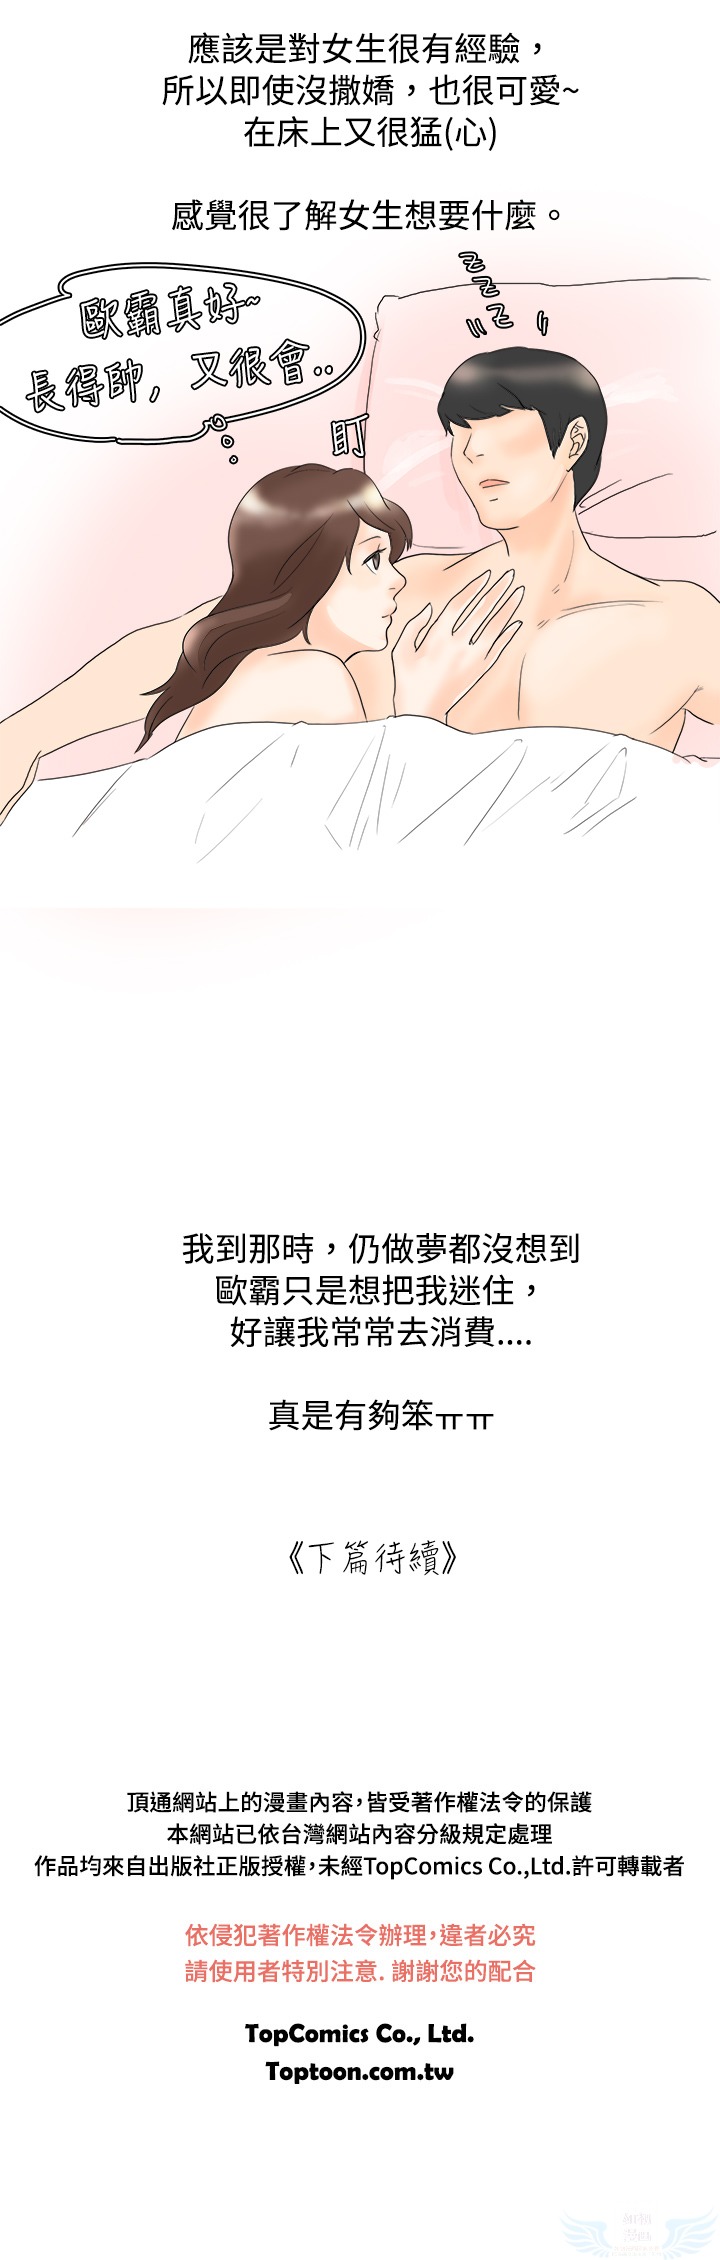 應該是對女生很有經驗，
所以即使沒撒嬌，也很可愛~
在床上又很猛(心)
感覺很了解女生想要什麼。
z
z
z
z
歐霸真好~
長得帥, 又很會..
盯
我到那時，仍做夢都沒想到
歐霸只是想把我迷住，
好讓我常常去消費....
真是有夠笨ㅠㅠ
《下篇待續》
頂通網站上的漫畫內容,皆受著作權法令的保護
本網站已依台灣網站內容分級規定處理
作品均來自出版社正版授權,未經TopComics Co.,Ltd.許可轉載者
依侵犯著作權法令辦理,違者必究
請使用者特別注意. 謝謝您的配合
TopComics Co., Ltd.
Toptoon.com.tw